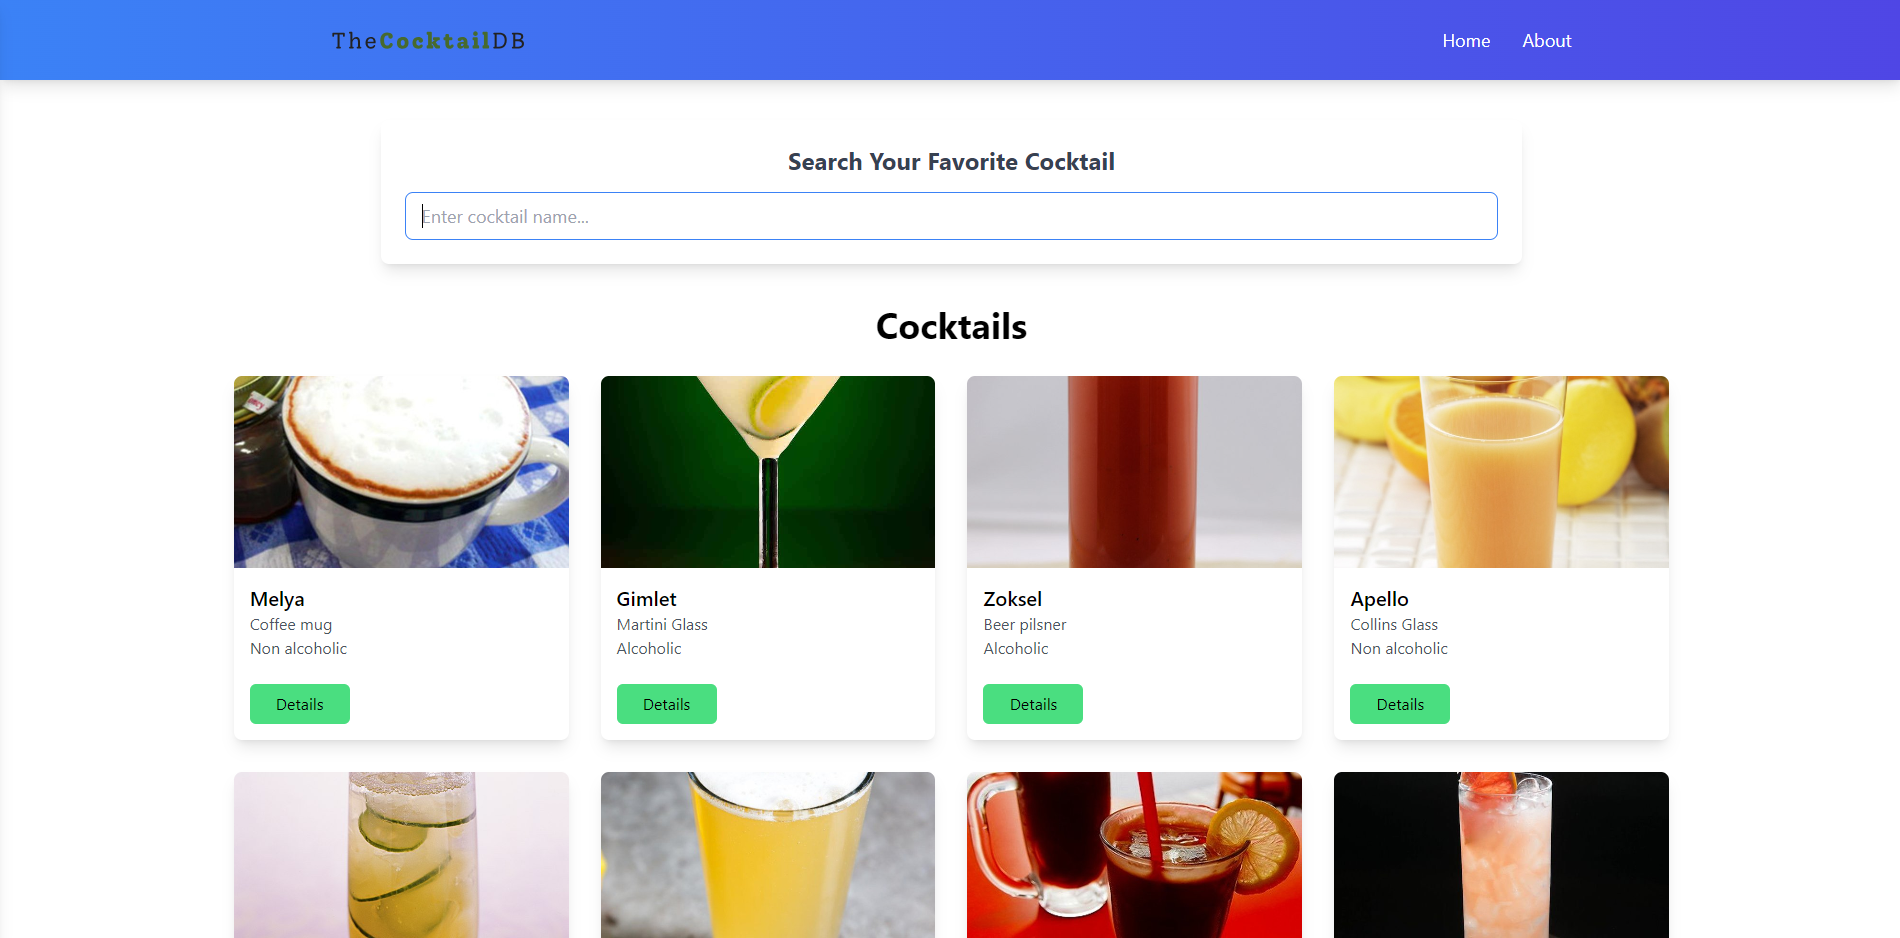 TheCocktailDB
Home
About
Search Your Favorite Cocktail
Enter cocktail name...
Cocktails
Melya
Coffee mug
Non alcoholic
Details
Gimlet
Martini Glass
Alcoholic
Details
Zoksel
Beer pilsner
Alcoholic
Details
Apello
Collins Glass
Non alcoholic
Details